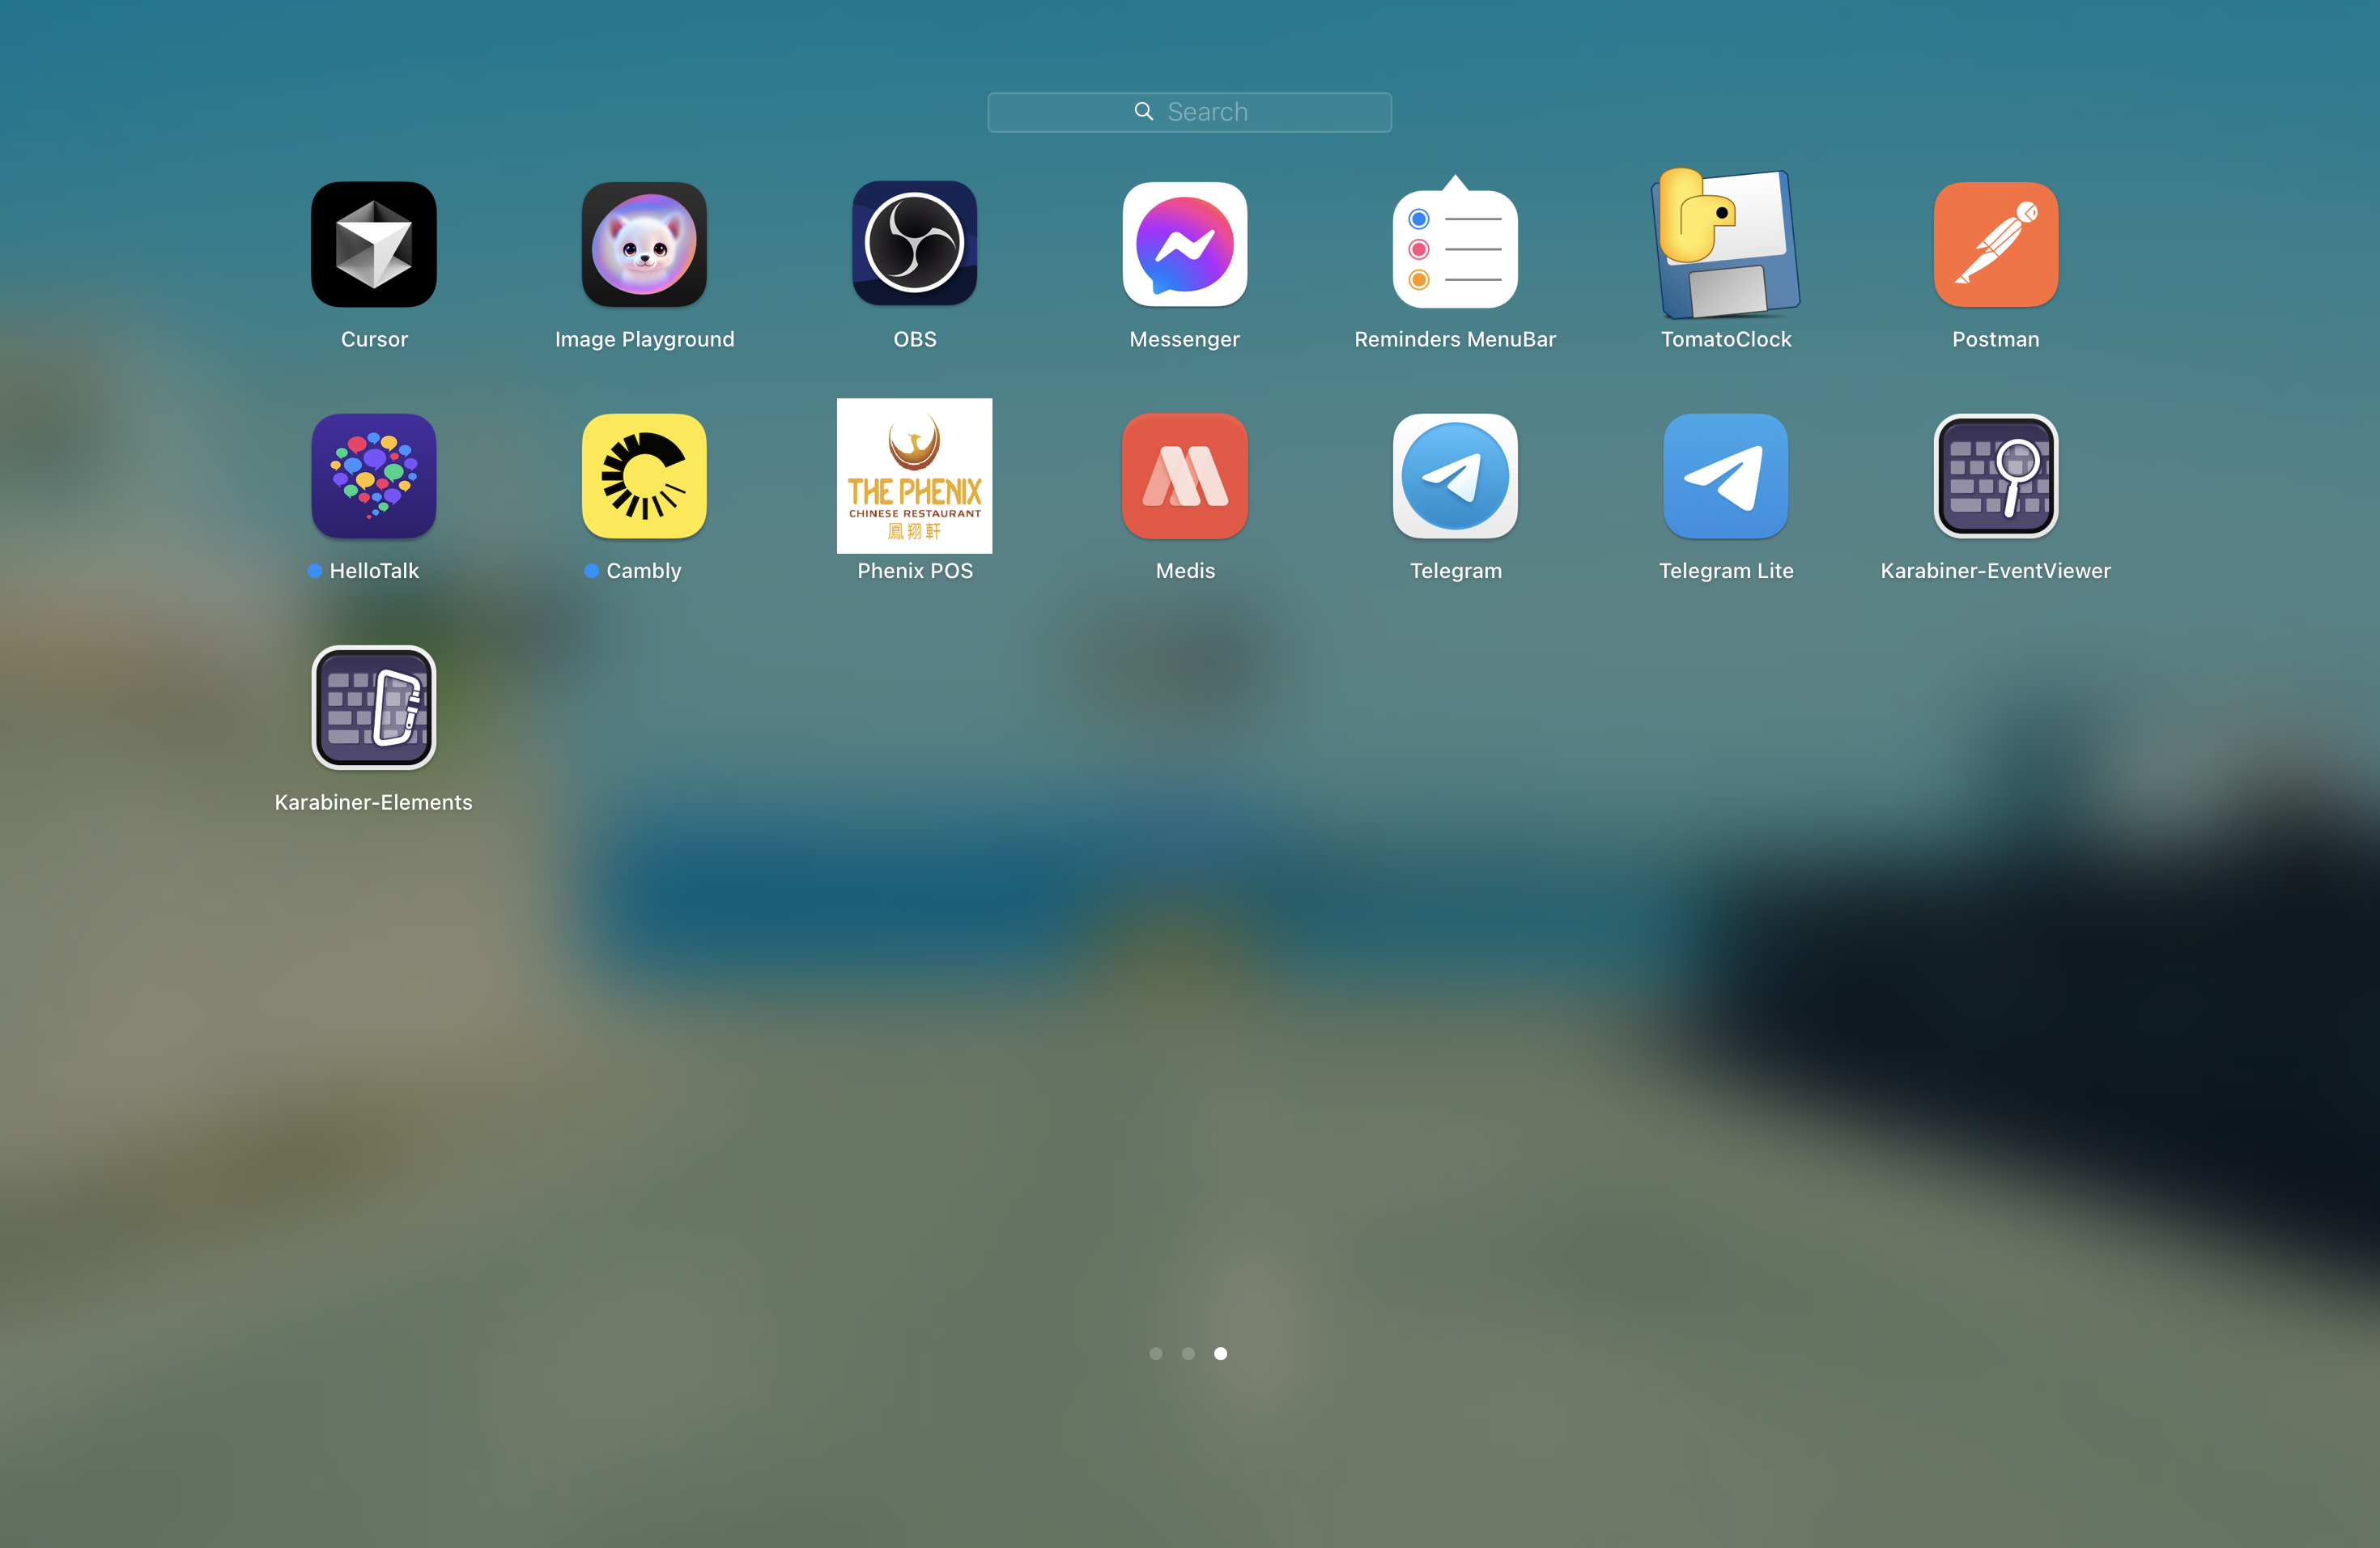 Search
Cursor
Image Playground
OBS
Messenger
Reminders MenuBar
TomatoClock
Postman
THE PHENIX
CHINESE RESTAURANT
鳳翔軒
HelloTalk
Cambly
Phenix POS
Medis
Telegram
Telegram Lite
Karabiner-EventViewer
Karabiner-Elements